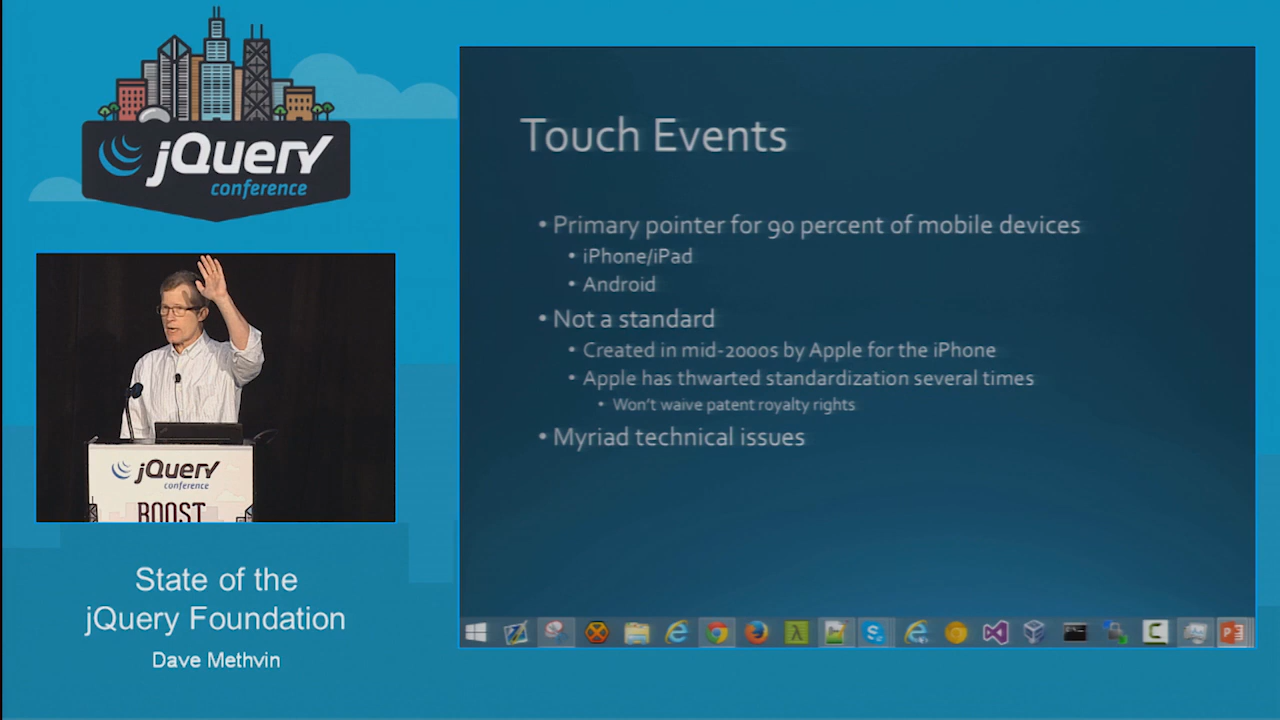 jQuery
conference
jQuery
conference
BOOST
State of the
jQuery Foundation
Dave Methvin
Touch Events
• Primary pointer for 90 percent of mobile devices
• iPhone/iPad
• Android
• Not a standard
• Created in mid-2000s by Apple for the iPhone
• Apple has thwarted standardization several times
• Won't waive patent royalty rights
• Myriad technical issues